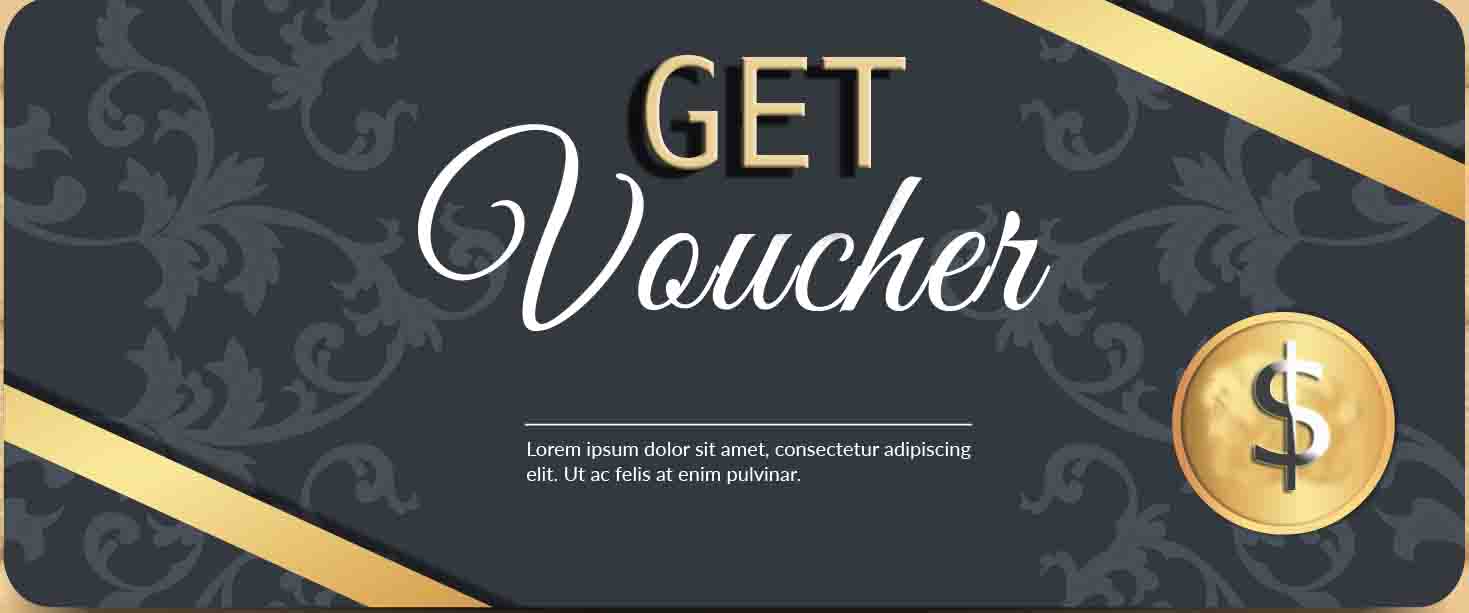 GET
Voucher
Lorem ipsum dolor sit amet, consectetur adipiscing
elit. Ut ac felis at enim pulvinar.
$